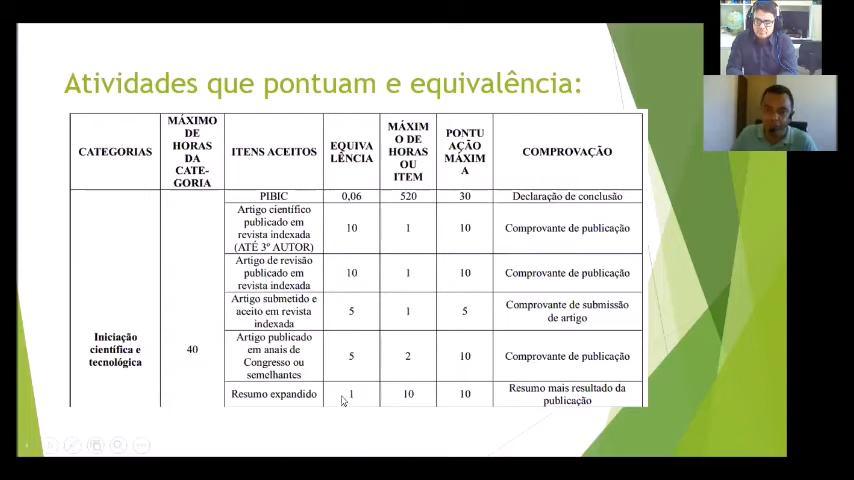 Atividades que pontuam e equivalência:
CATEGORIAS
MÁXIMO
DE
HORAS
DA
CATE-
GORIA
ITENS ACEITOS
EQUIVA
LÊNCIA
MÁXIM
O DE
HORAS
OU
ITEM
PONTU
AÇÃO
MÁXIM
A
COMPROVAÇÃO
Iniciação
científica e
tecnológica
40
PIBIC 0,06 520 30 Declaração de conclusão
Artigo científico
publicado em
revista indexada
(ATÉ 3º AUTOR)
10 1 10 Comprovante de publicação
Artigo de revisão
publicado em
revista indexada
10 1 10 Comprovante de publicação
Artigo submetido e
aceito em revista
indexada
5 1 5
Comprovante de submissão
de artigo
Artigo publicado
em anais de
Congresso ou
semelhantes
5 2 10 Comprovante de publicação
Resumo expandido 1 10 10
Resumo mais resultado da
publicação